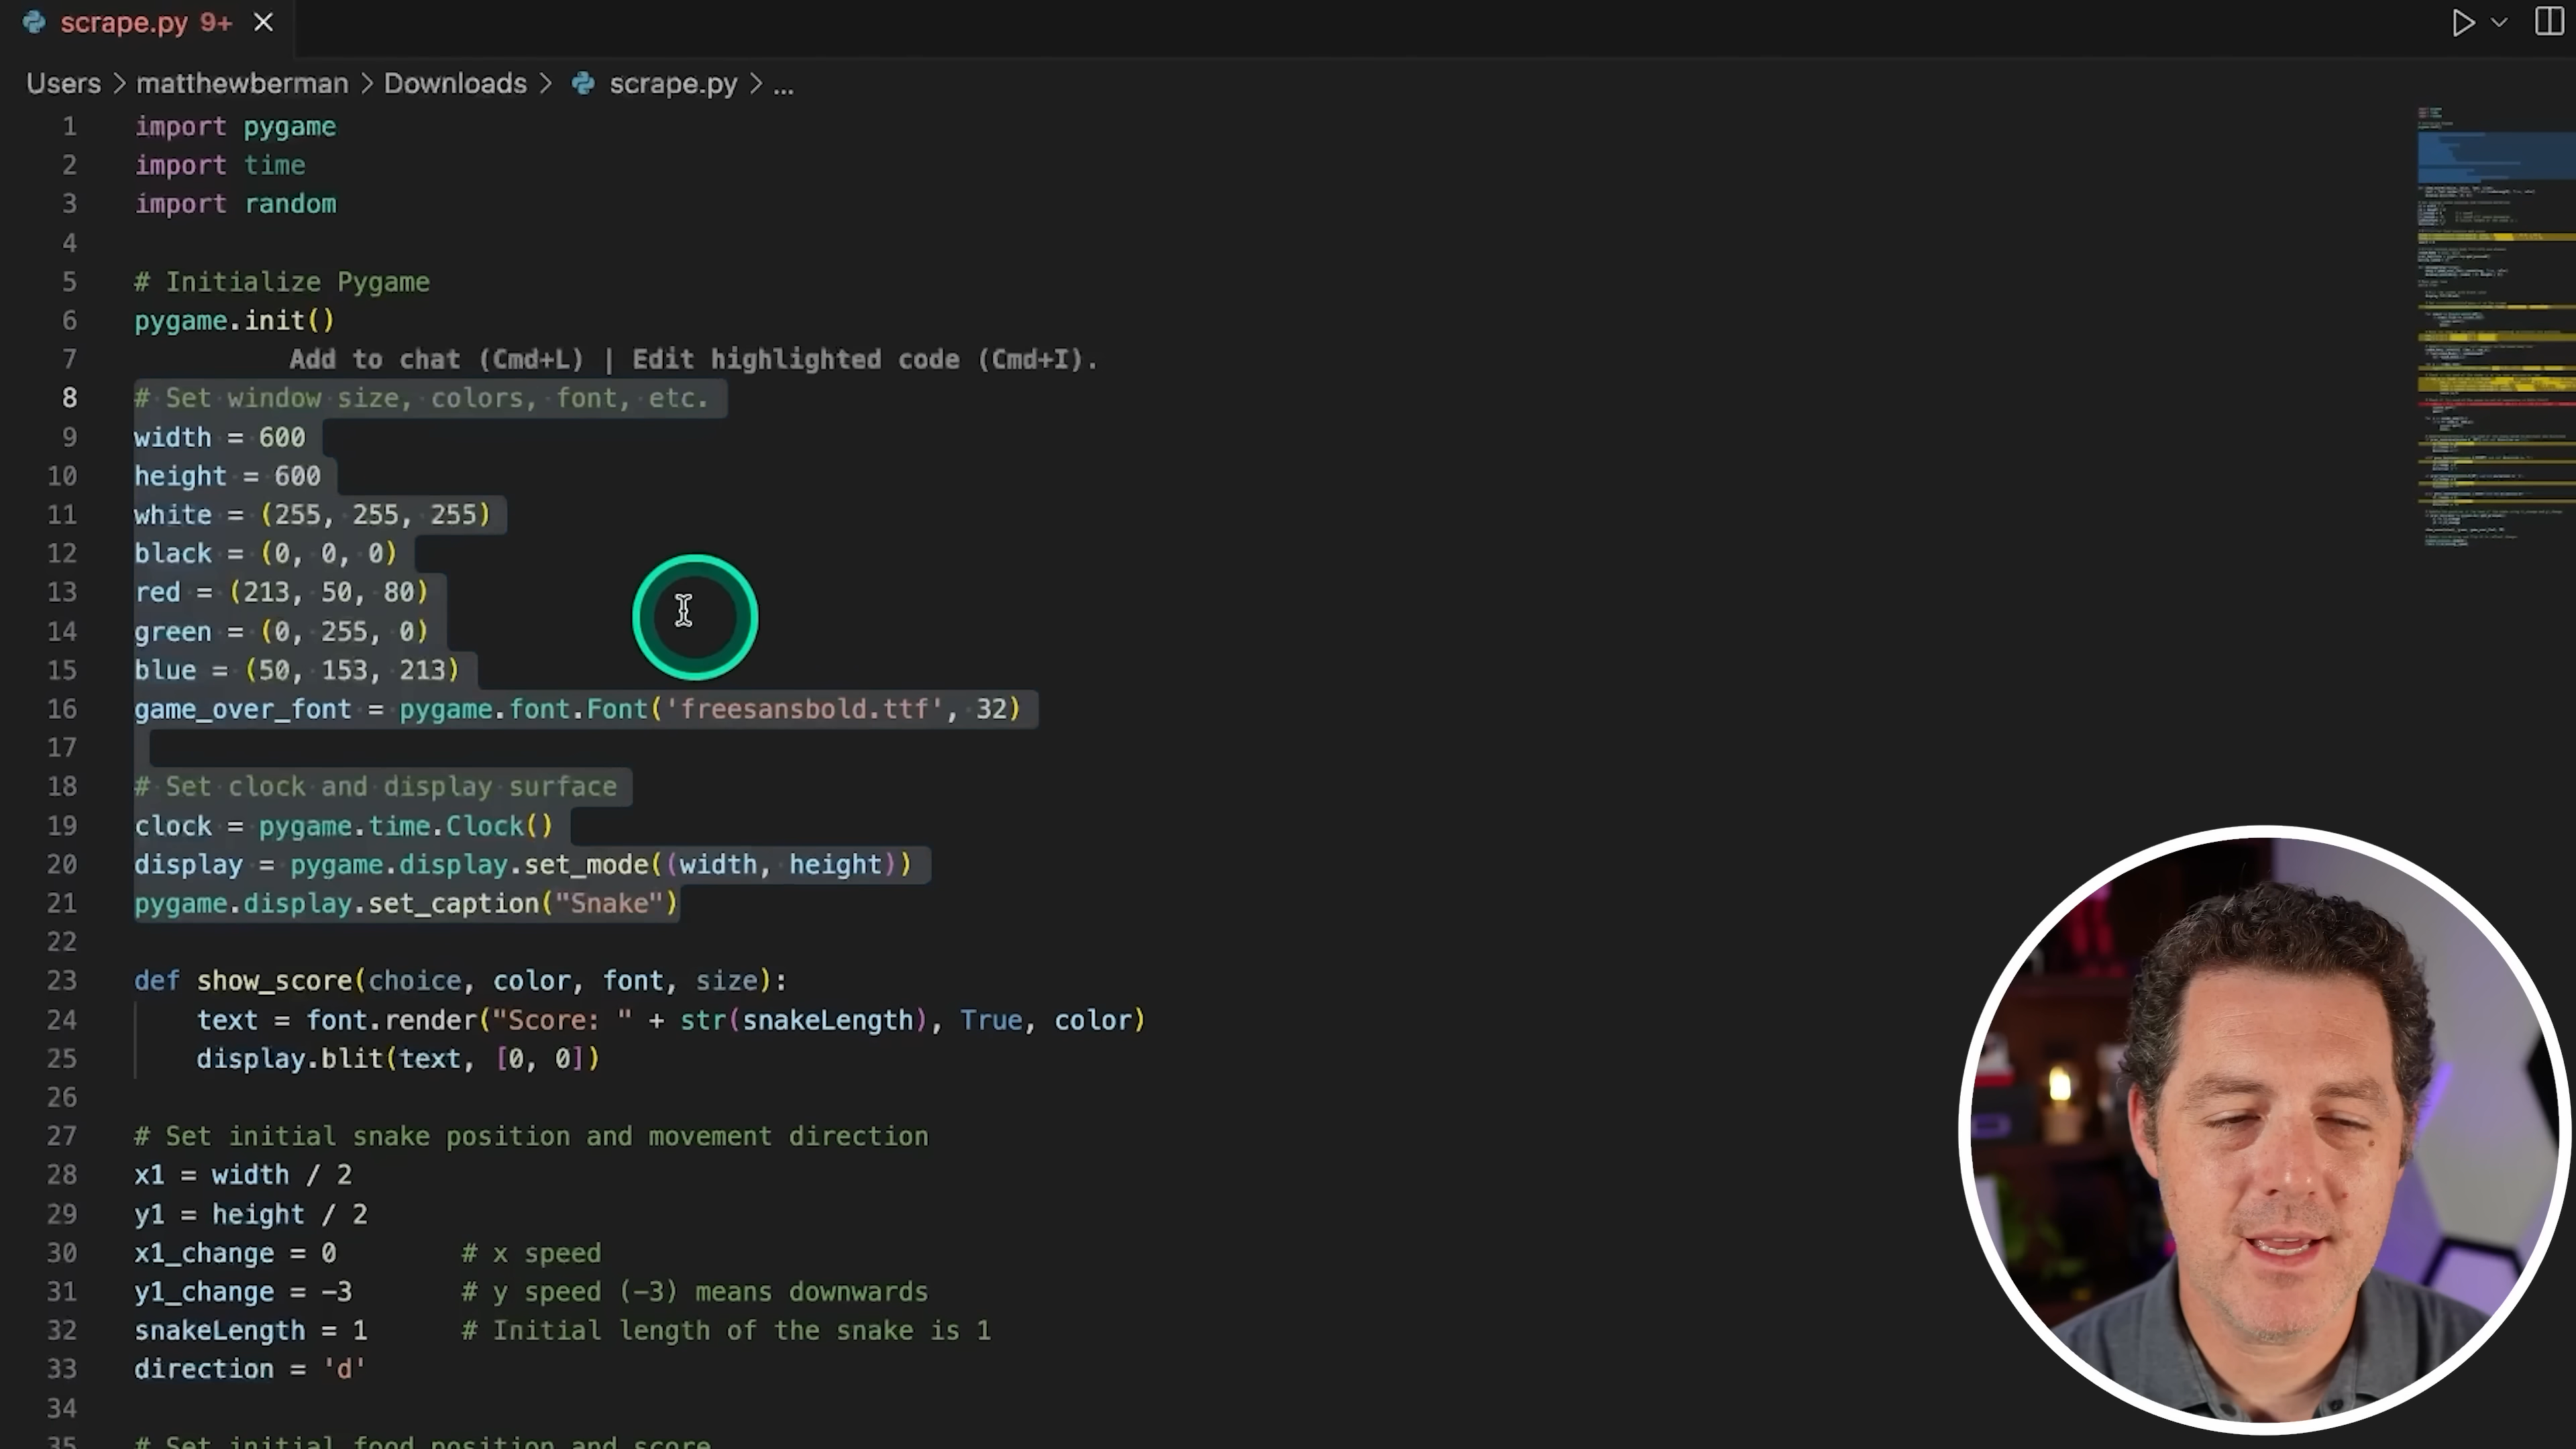 scrape.py 9+
Users > matthewberman > Downloads > scrape.py > ...
1 import pygame
2 import time
3 import random
4
5 # Initialize Pygame
6 pygame.init()
7 Add to chat (Cmd+L) | Edit highlighted code (Cmd+I).
8 # Set window size, colors, font, etc.
9 width = 600
10 height = 600
11 white = (255, 255, 255)
12 black = (0, 0, 0)
13 red = (213, 50, 80)
14 green = (0, 255, 0)
15 blue = (50, 153, 213)
16 game_over_font = pygame.font.Font('freesansbold.ttf', 32)
17
18 # Set clock and display surface
19 clock = pygame.time.Clock()
20 display = pygame.display.set_mode((width, height))
21 pygame.display.set_caption("Snake")
22
23 def show_score(choice, color, font, size):
24 text = font.render("Score: " + str(snakeLength), True, color)
25 display.blit(text, [0, 0])
26
27 # Set initial snake position and movement direction
28 x1 = width / 2
29 y1 = height / 2
30 x1_change = 0 # x speed
31 y1_change = -3 # y speed (-3) means downwards
32 snakeLength = 1 # Initial length of the snake is 1
33 direction = 'd'
34
35 # Set initial food position and score